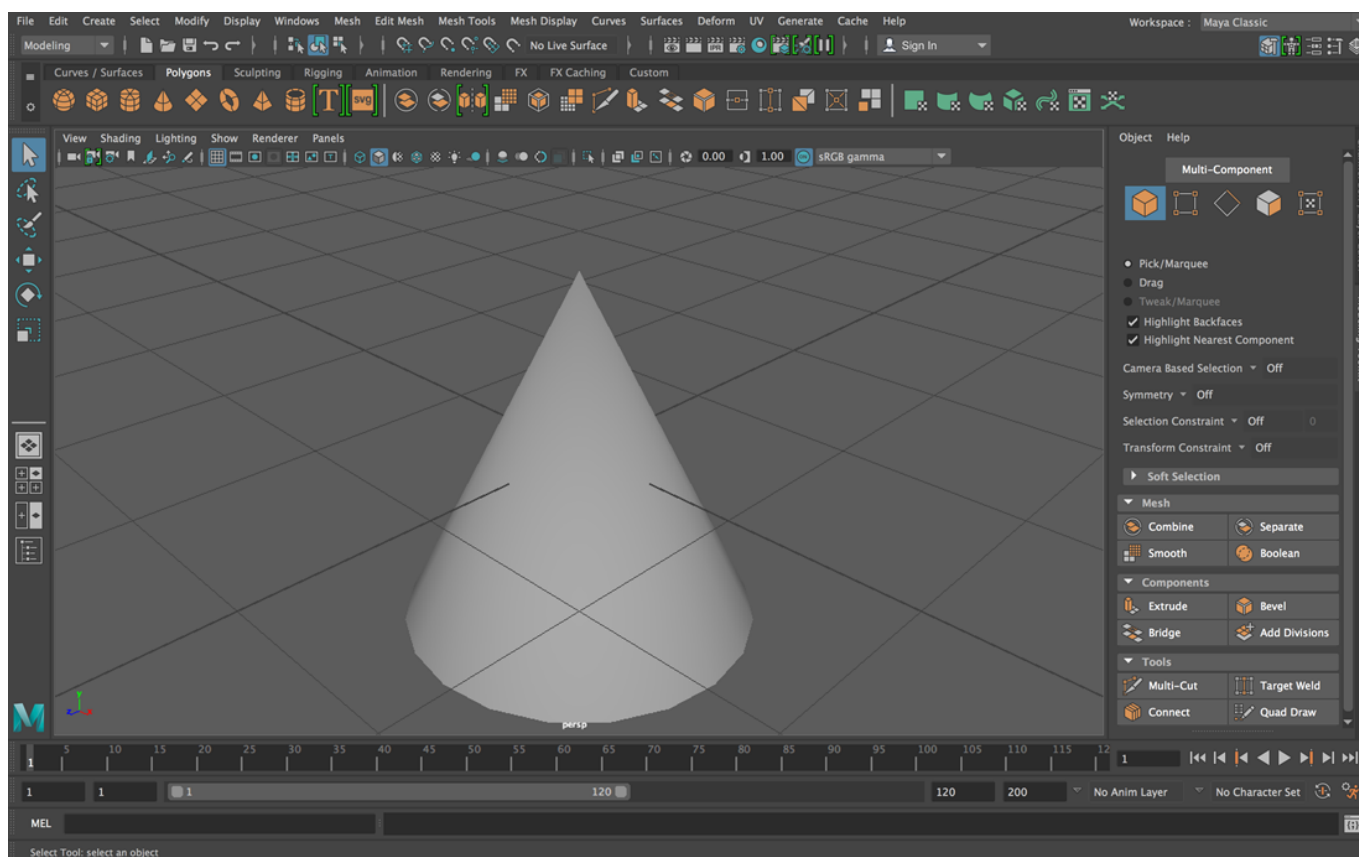 File Edit Create Select Modify Display Windows Mesh Edit Mesh Mesh Tools Mesh Display Curves Surfaces Deform UV Generate Cache Help Workspace : Maya Classic
Modeling No Live Surface Sign In
Curves / Surfaces Polygons Sculpting Rigging Animation Rendering FX FX Caching Custom
T SVG
View Shading Lighting Show Renderer Panels
0.00 1.00 sRGB gamma
Object Help
Multi-Component
Pick/Marquee
Drag
Tweak/Marquee
Highlight Backfaces
Highlight Nearest Component
Camera Based Selection Off
Symmetry Off
Selection Constraint Off 0
Transform Constraint Off
Soft Selection
Mesh
Combine Separate
Smooth Boolean
Components
Extrude Bevel
Bridge Add Divisions
Tools
Multi-Cut Target Weld
Connect Quad Draw
y
persp
M
5 10 15 20 25 30 35 40 45 50 55 60 65 70 75 80 85 90 95 100 105 110 115 12
1 1
1 1 1 120 120 200 No Anim Layer No Character Set
MEL
Select Tool: select an object